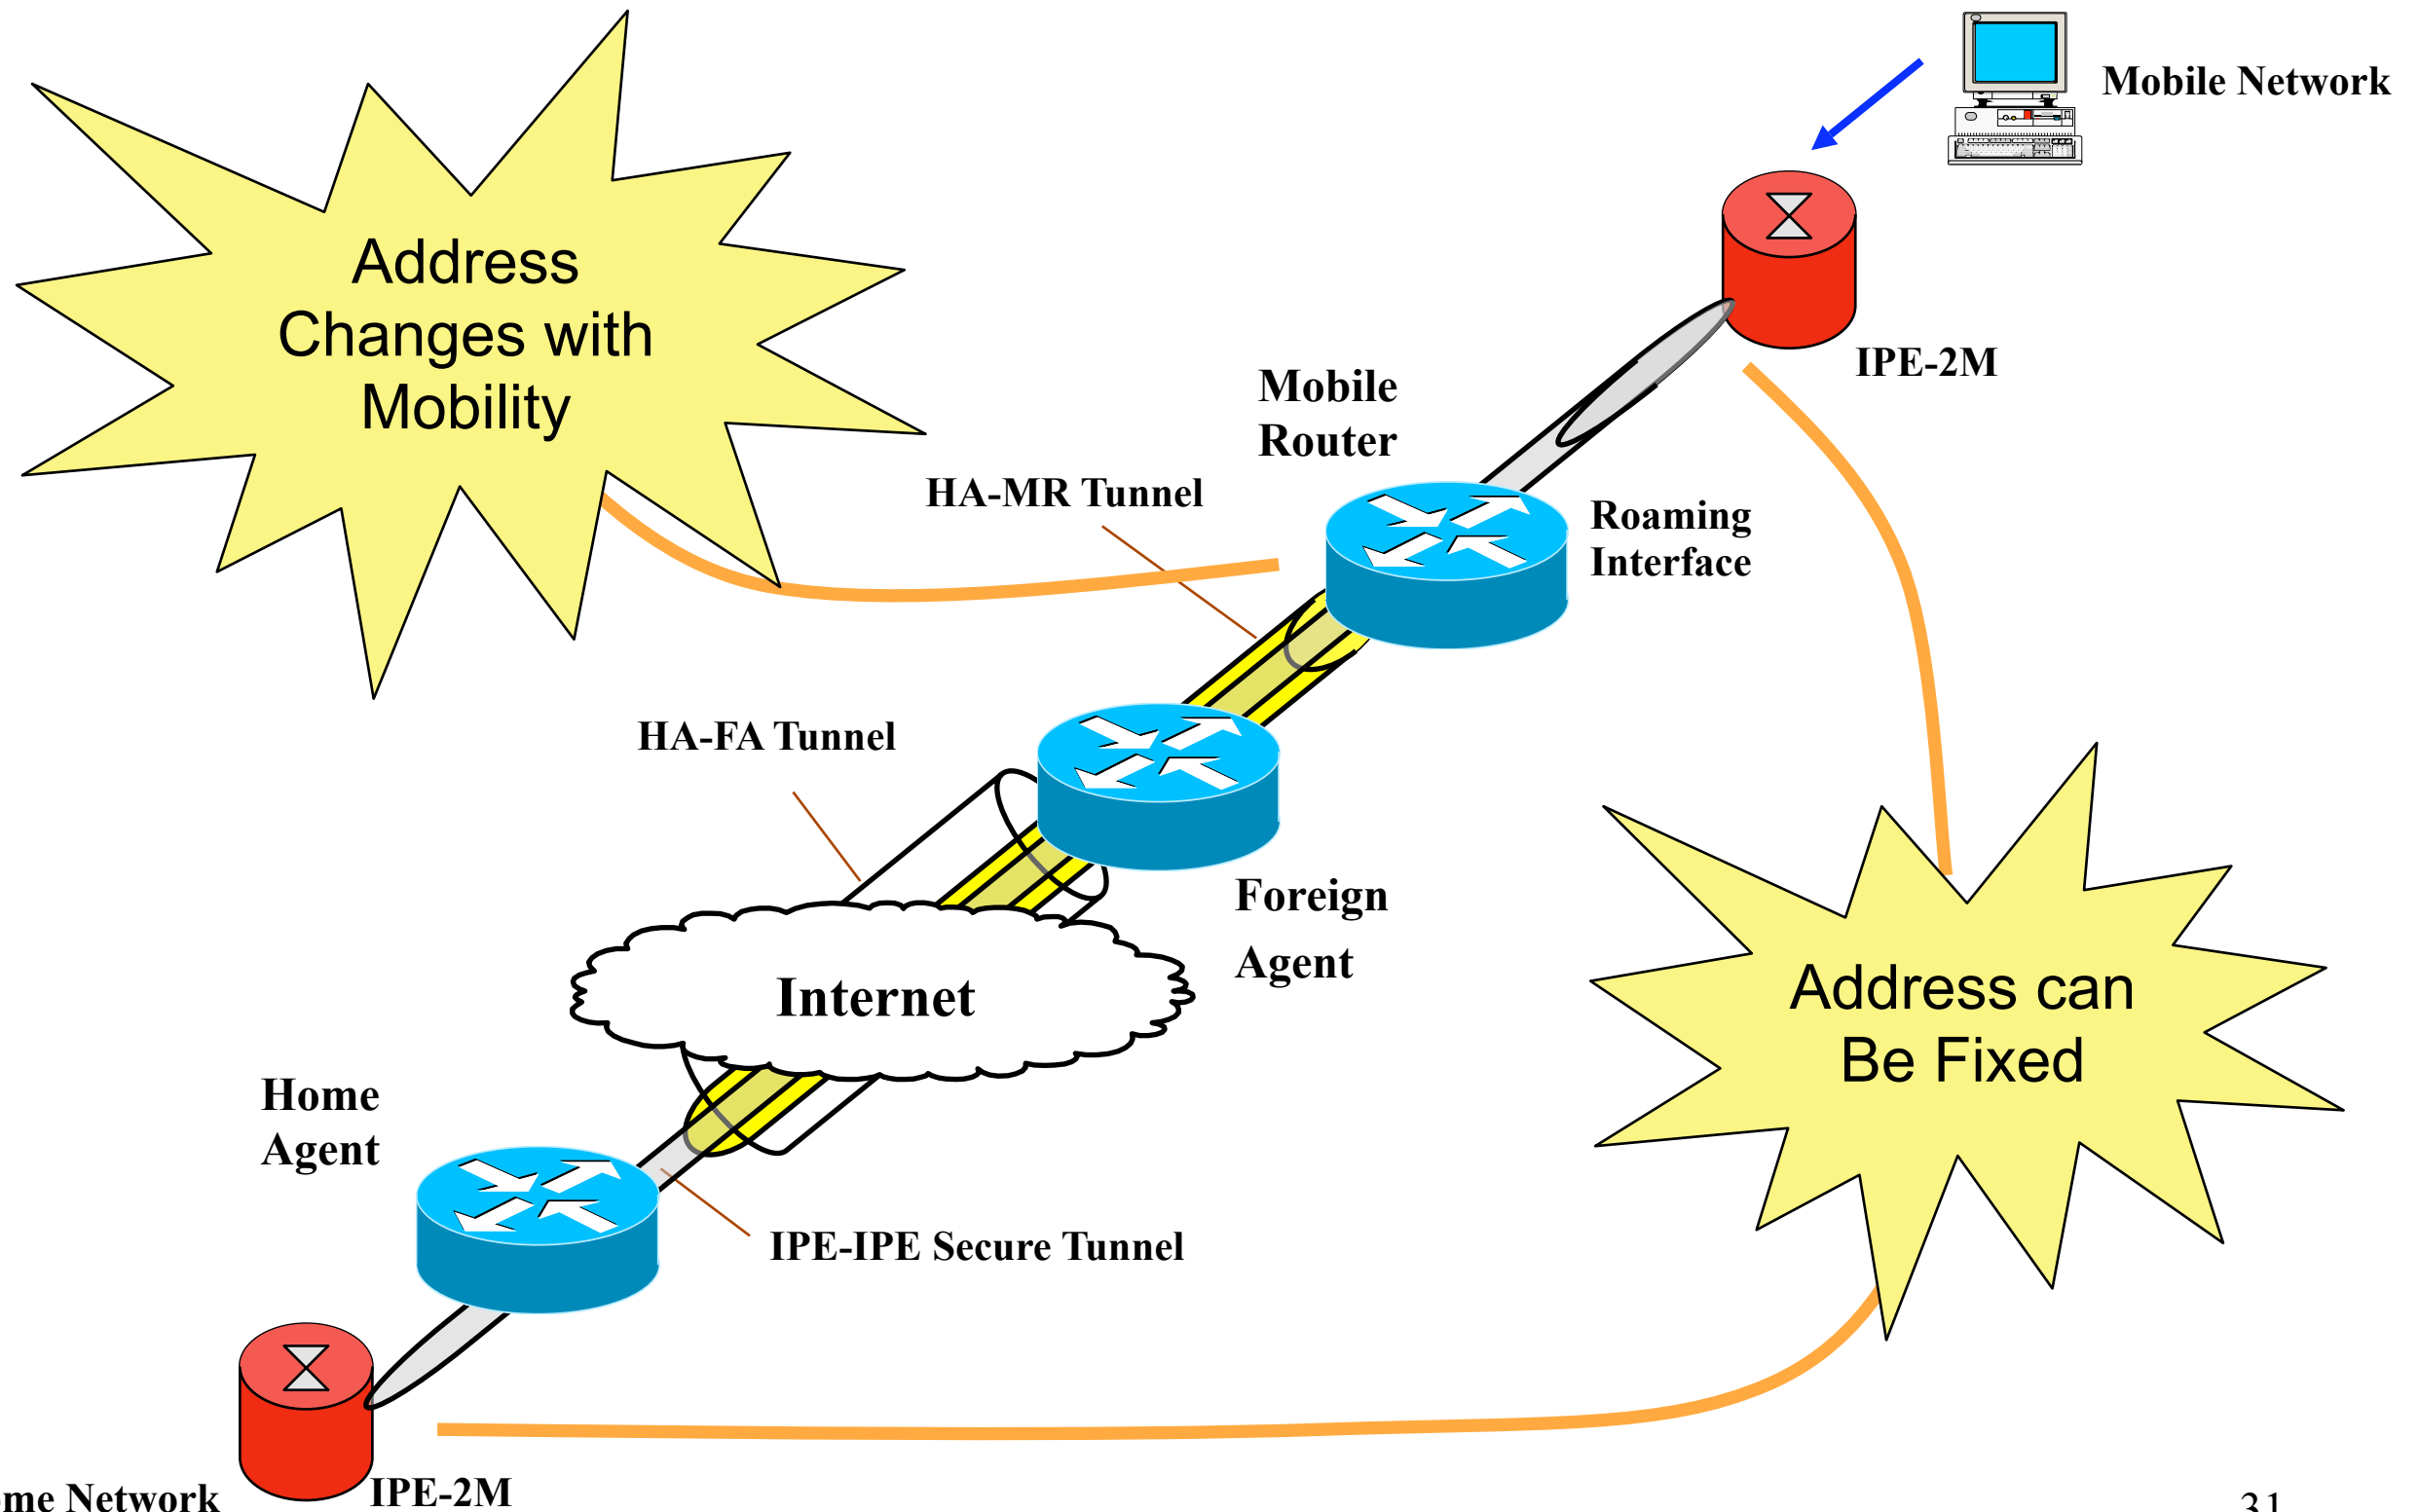 Mobile Network
Address
Changes with
Mobility
IPE-2M
Mobile
Router
HA-MR Tunnel
Roaming
Interface
HA-FA Tunnel
Foreign
Agent
Internet
Address can
Be Fixed
Home
Agent
IPE-IPE Secure Tunnel
IPE-2M
me Network
31